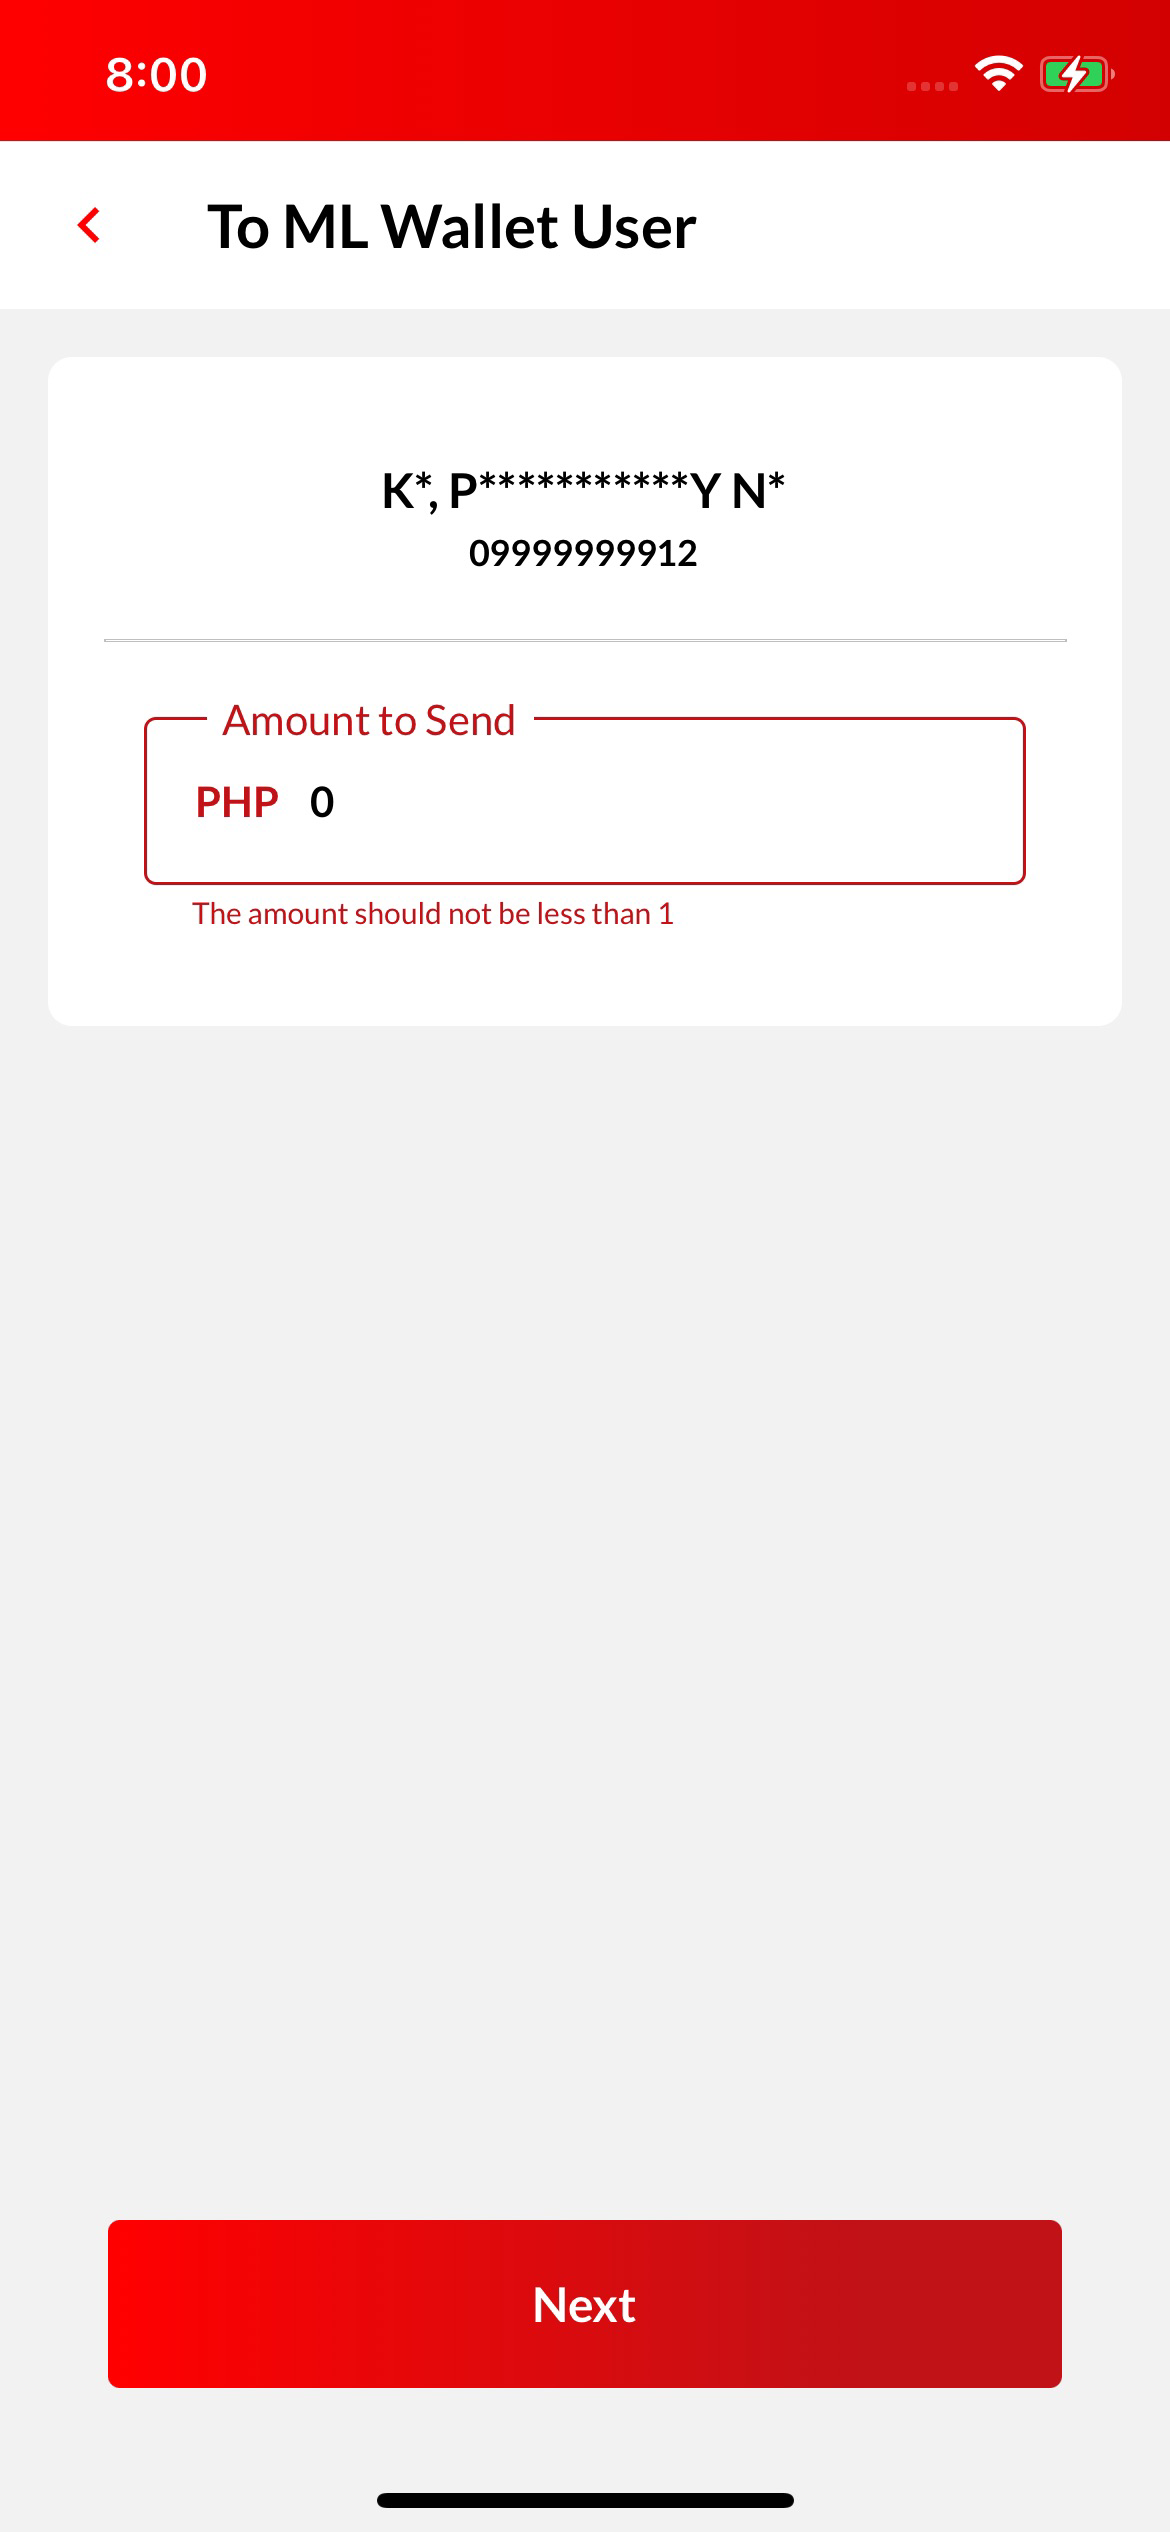 8:00
To ML Wallet User
K*, P***********Y N*
09999999912
Amount to Send
PHP 0
The amount should not be less than 1
Next